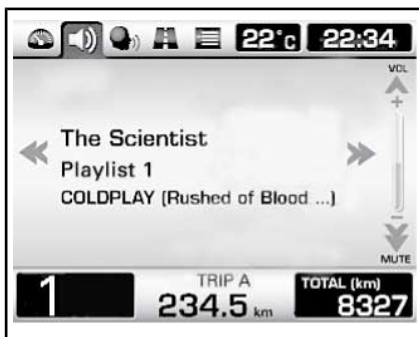 22°C 22:34
VOL
+
The Scientist
Playlist 1
COLDPLAY (Rushed of Blood ...)
-
MUTE
1 TRIP A TOTAL (km)
234.5 km 8327